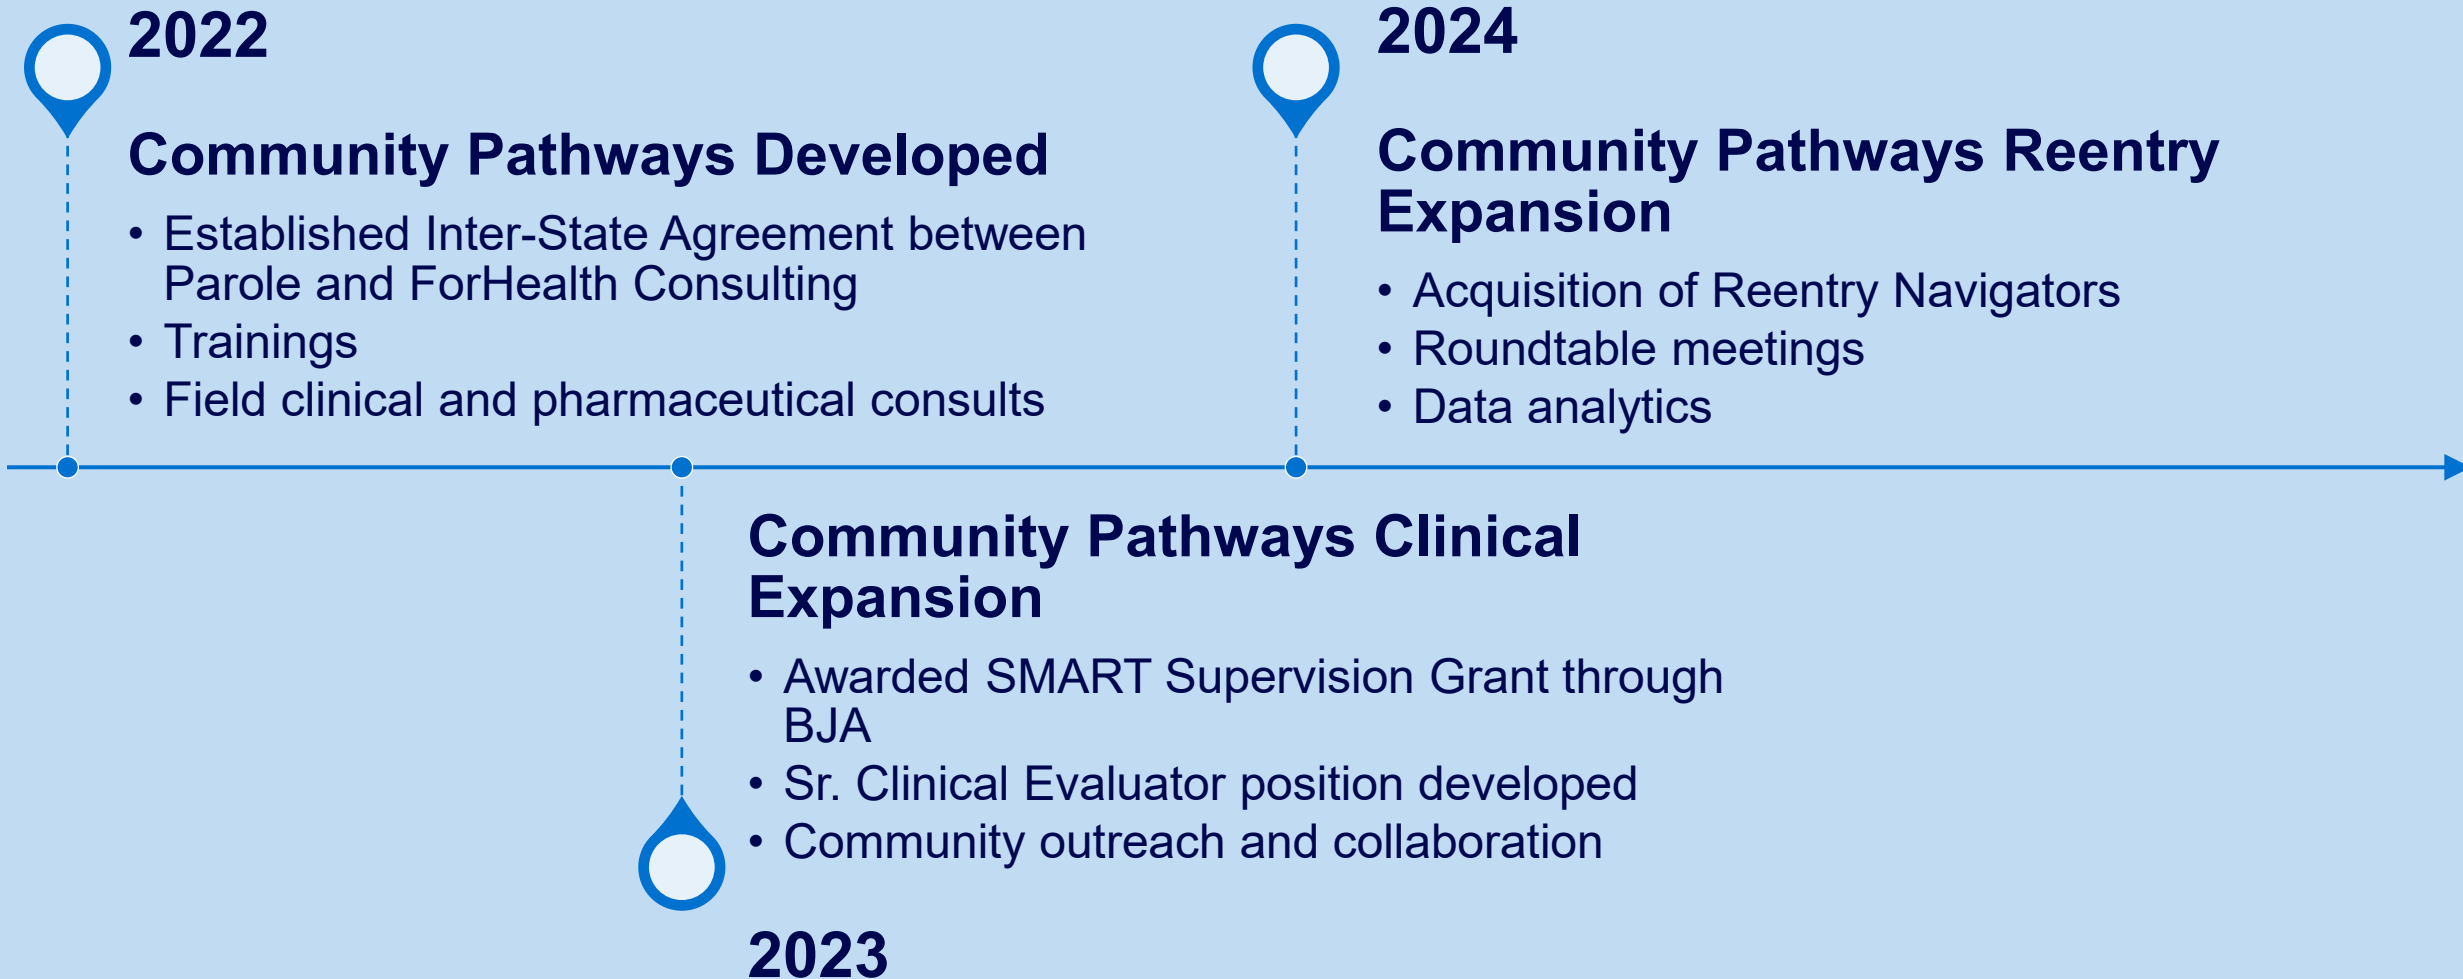 2022
Community Pathways Developed
• Established Inter-State Agreement between
Parole and ForHealth Consulting
• Trainings
• Field clinical and pharmaceutical consults
Community Pathways Clinical
Expansion
• Awarded SMART Supervision Grant through
BJA
• Sr. Clinical Evaluator position developed
• Community outreach and collaboration
2023
2024
Community Pathways Reentry
Expansion
• Acquisition of Reentry Navigators
• Roundtable meetings
• Data analytics